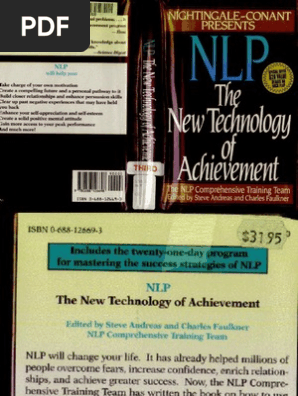 PDF
NLP
will help you:
Take charge of your own motivation
Create a compelling future and a personal pathway to it
Build closer relationships and enhance persuasion skills
Clear up past negative experiences that may have held
you back
Enhance your self-appreciation and self-esteem
Create a solid positive mental attitude
Gain more access to your peak performance
And much more!
ISBN 0-688-12669-3
NLP
The New Technology of Achievement
THIRD
NIGHTINGALE-CONANT
PRESENTS
NLP
The
New Technology
of
Achievement
The NLP Comprehensive Training Team
Edited by Steve Andreas and Charles Faulkner
ISBN 0-688-12669-3
$31.95
Includes the twenty-one-day program
for mastering the success strategies of NLP
NLP
The New Technology of Achievement
Edited by Steve Andreas and Charles Faulkner
NLP Comprehensive Training Team
NLP will change your life. It has already helped millions of
people overcome fears, increase confidence, enrich relation-
ships, and achieve greater success. Now, the NLP Compre-
hensive Training Team has written the book on how to use